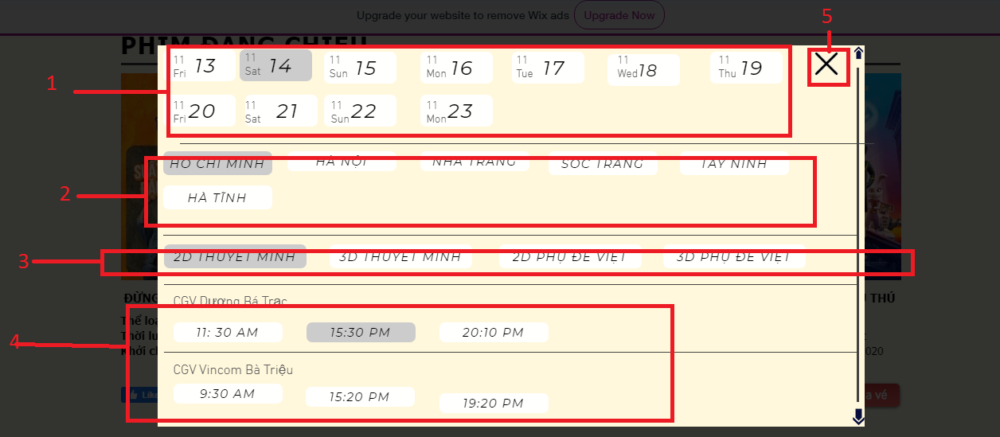 Upgrade your website to remove Wix ads Upgrade Now
5
PHIM ĐANG CHIẾU
1
11 Fri 13
11 Sat 14
11 Sun 15
11 Mon 16
11 Tue 17
11 Wed 18
11 Thu 19
11 Fri 20
11 Sat 21
11 Sun 22
11 Mon 23
2
HỒ CHÍ MINH HÀ NỘI NHA TRANG SÓC TRĂNG TÂY NINH
HÀ TĨNH
3
2D THUYẾT MINH 3D THUYẾT MINH 2D PHỤ ĐỀ VIỆT 3D PHỤ ĐỀ VIỆT
4
CGV Dương Bá Trạc
11: 30 AM 15:30 PM 20:10 PM
CGV Vincom Bà Triệu
9:30 AM 15:20 PM 19:20 PM
ĐỪNG
THÚ
Thể loạ
Thời lư
Khởi ch
020
Like
a vé